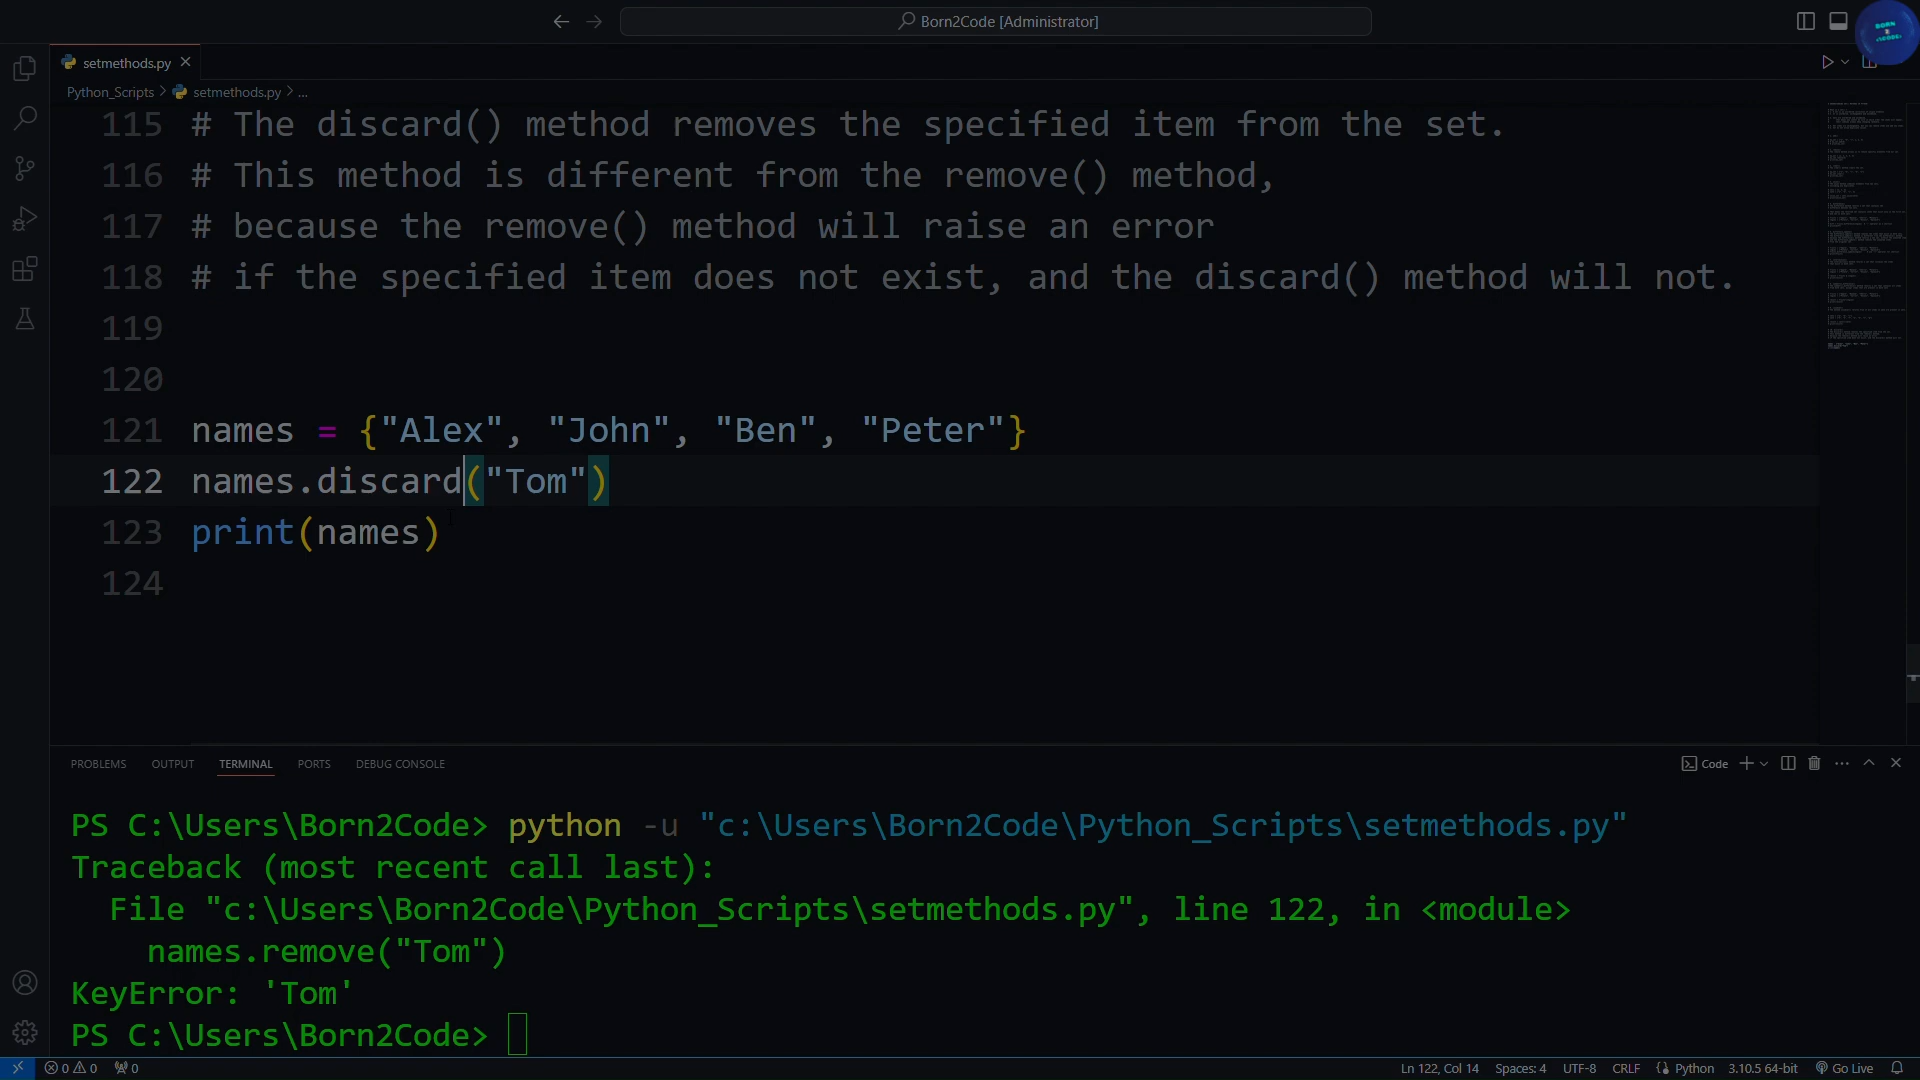 Born2Code [Administrator]
BORN
2
<CODE>
setmethods.py
Python_Scripts > setmethods.py > ...
115 # The discard() method removes the specified item from the set.
116 # This method is different from the remove() method,
117 # because the remove() method will raise an error
118 # if the specified item does not exist, and the discard() method will not.
119
120
121 names = {"Alex", "John", "Ben", "Peter"}
122 names.discard("Tom")
123 print(names)
124
PROBLEMS OUTPUT TERMINAL PORTS DEBUG CONSOLE Code
PS C:\Users\Born2Code> python -u "c:\Users\Born2Code\Python_Scripts\setmethods.py"
Traceback (most recent call last):
File "c:\Users\Born2Code\Python_Scripts\setmethods.py", line 122, in <module>
names.remove("Tom")
KeyError: 'Tom'
PS C:\Users\Born2Code>
0 0 0 Ln 122, Col 14 Spaces: 4 UTF-8 CRLF Python 3.10.5 64-bit Go Live